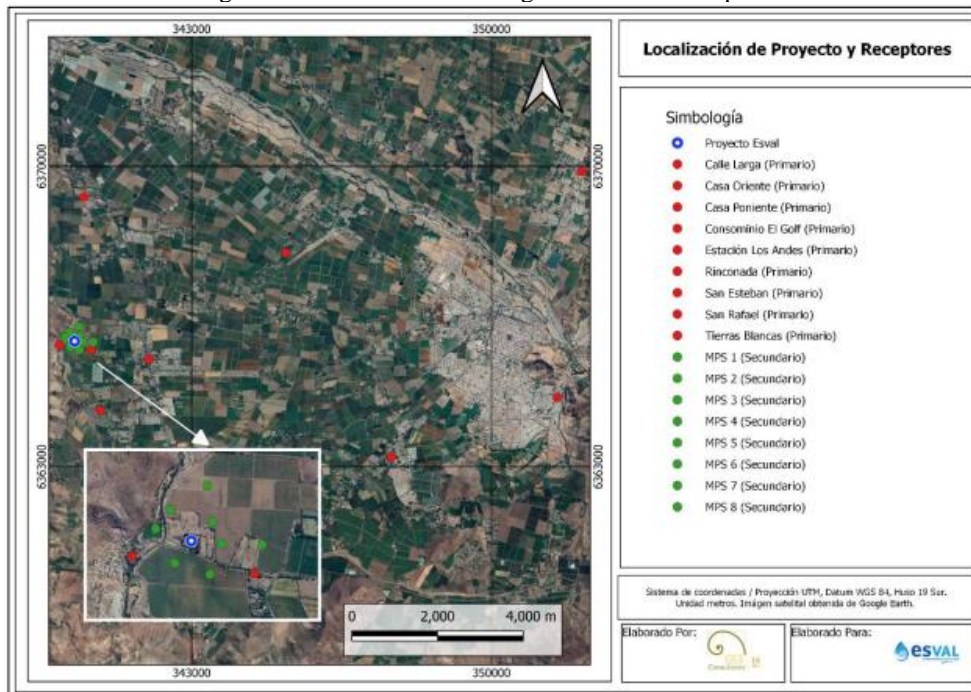 343000
350000
Localización de Proyecto y Receptores
Simbología
Proyecto Esval
Calle Larga (Primario)
Casa Oriente (Primario)
Casa Poniente (Primario)
Consominio El Golf (Primario)
Estación Los Andes (Primario)
Rinconada (Primario)
San Esteban (Primario)
San Rafael (Primario)
Tierras Blancas (Primario)
MPS 1 (Secundario)
MPS 2 (Secundario)
MPS 3 (Secundario)
MPS 4 (Secundario)
MPS 5 (Secundario)
MPS 6 (Secundario)
MPS 7 (Secundario)
MPS 8 (Secundario)
6370000
6370000
6363000
6363000
0 2,000 4,000 m
343000
350000
Sistema de coordenadas / Proyección UTM, Datum WGS 84, Huso 19 Sur.
Unidad metros. Imágen satelital obtenida de Google Earth.
Elaborado Por:
Consultores
Elaborado Para:
esval